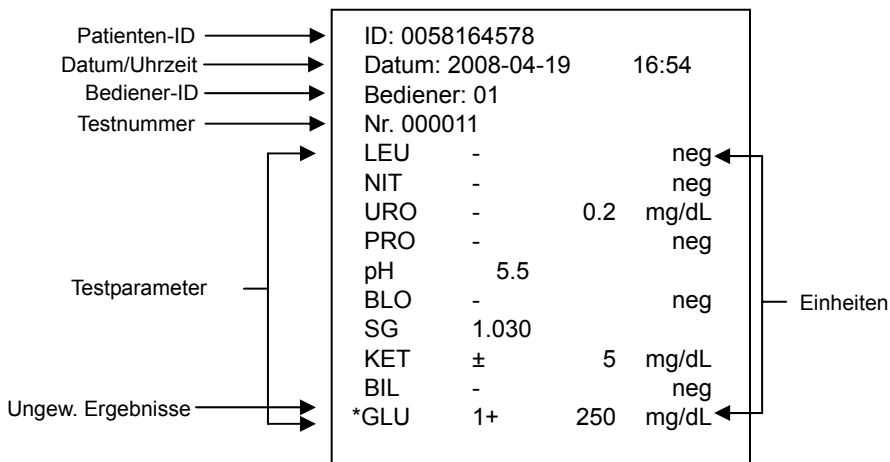 Patienten-ID ID: 0058164578
Datum/Uhrzeit Datum: 2008-04-19 16:54
Bediener-ID Bediener: 01
Testnummer Nr. 000011
LEU - neg
NIT - neg
URO - 0.2 mg/dL
PRO - neg
pH 5.5
Testparameter
BLO - neg
Einheiten
SG 1.030
KET ± 5 mg/dL
BIL - neg
Ungew. Ergebnisse *GLU 1+ 250 mg/dL